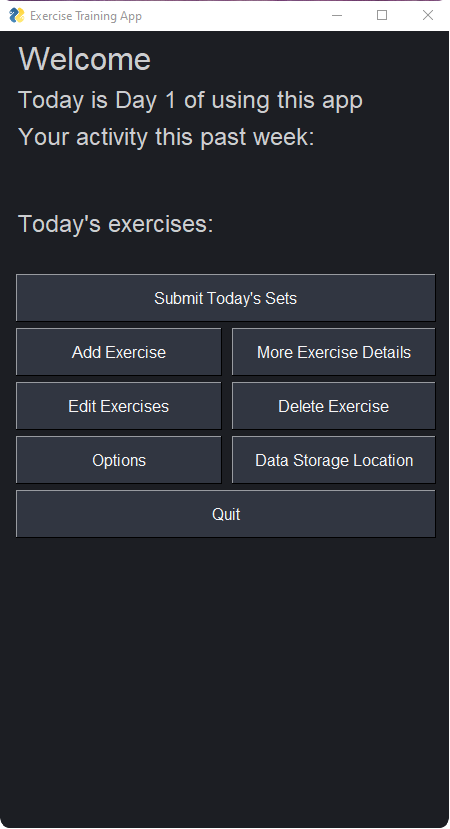 Exercise Training App
Welcome
Today is Day 1 of using this app
Your activity this past week:
Today's exercises:
Submit Today's Sets
Add Exercise
More Exercise Details
Edit Exercises
Delete Exercise
Options
Data Storage Location
Quit